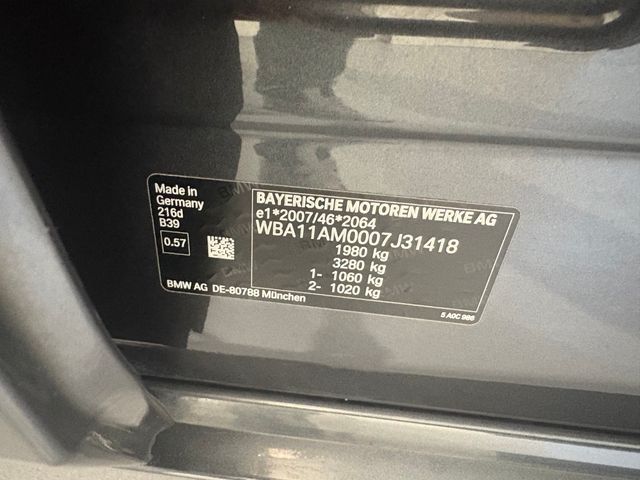 Made in
Germany
216d
B39
0.57
BAYERISCHE MOTOREN WERKE AG
e1*2007/46*2064
WBA11AM0007J31418
1980 kg
3280 kg
1- 1060 kg
2- 1020 kg
BMW AG DE-80788 München
5 A0C 986